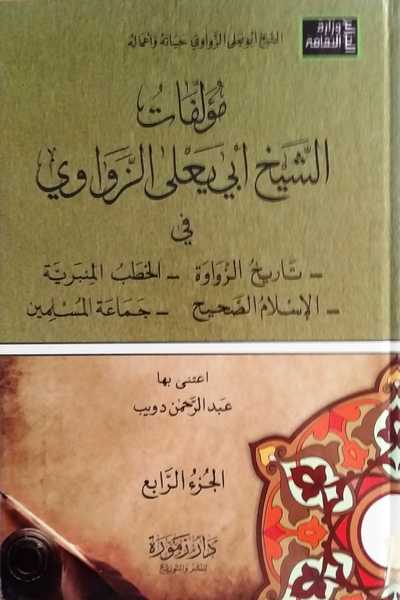 الشيخ أبو يعلى الزواوي حياته وأعماله
وزارة
الثقافة
مؤلفات
الشيخ أبي يعلى الزواوي
في
- تاريخ الزواوة - الخطب المنبرية
- الإسلام الصحيح - جماعة المسلمين
اعتنى بها
عبد الرحمن دويب
الجزء الرابع
دار زمورة
للنشر والتوزيع